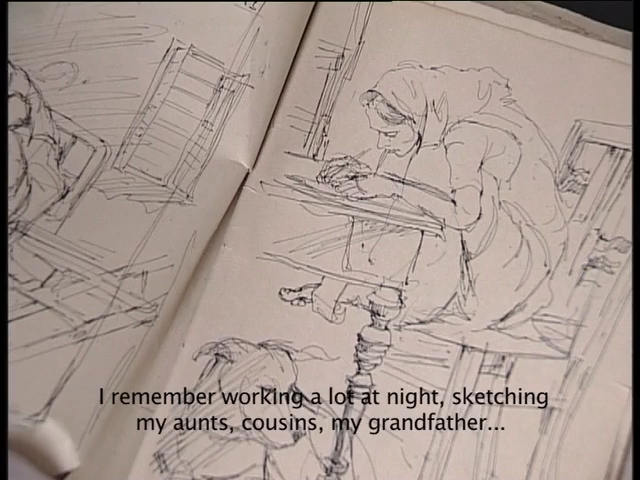 I remember working a lot at night, sketching
my aunts, cousins, my grandfather...